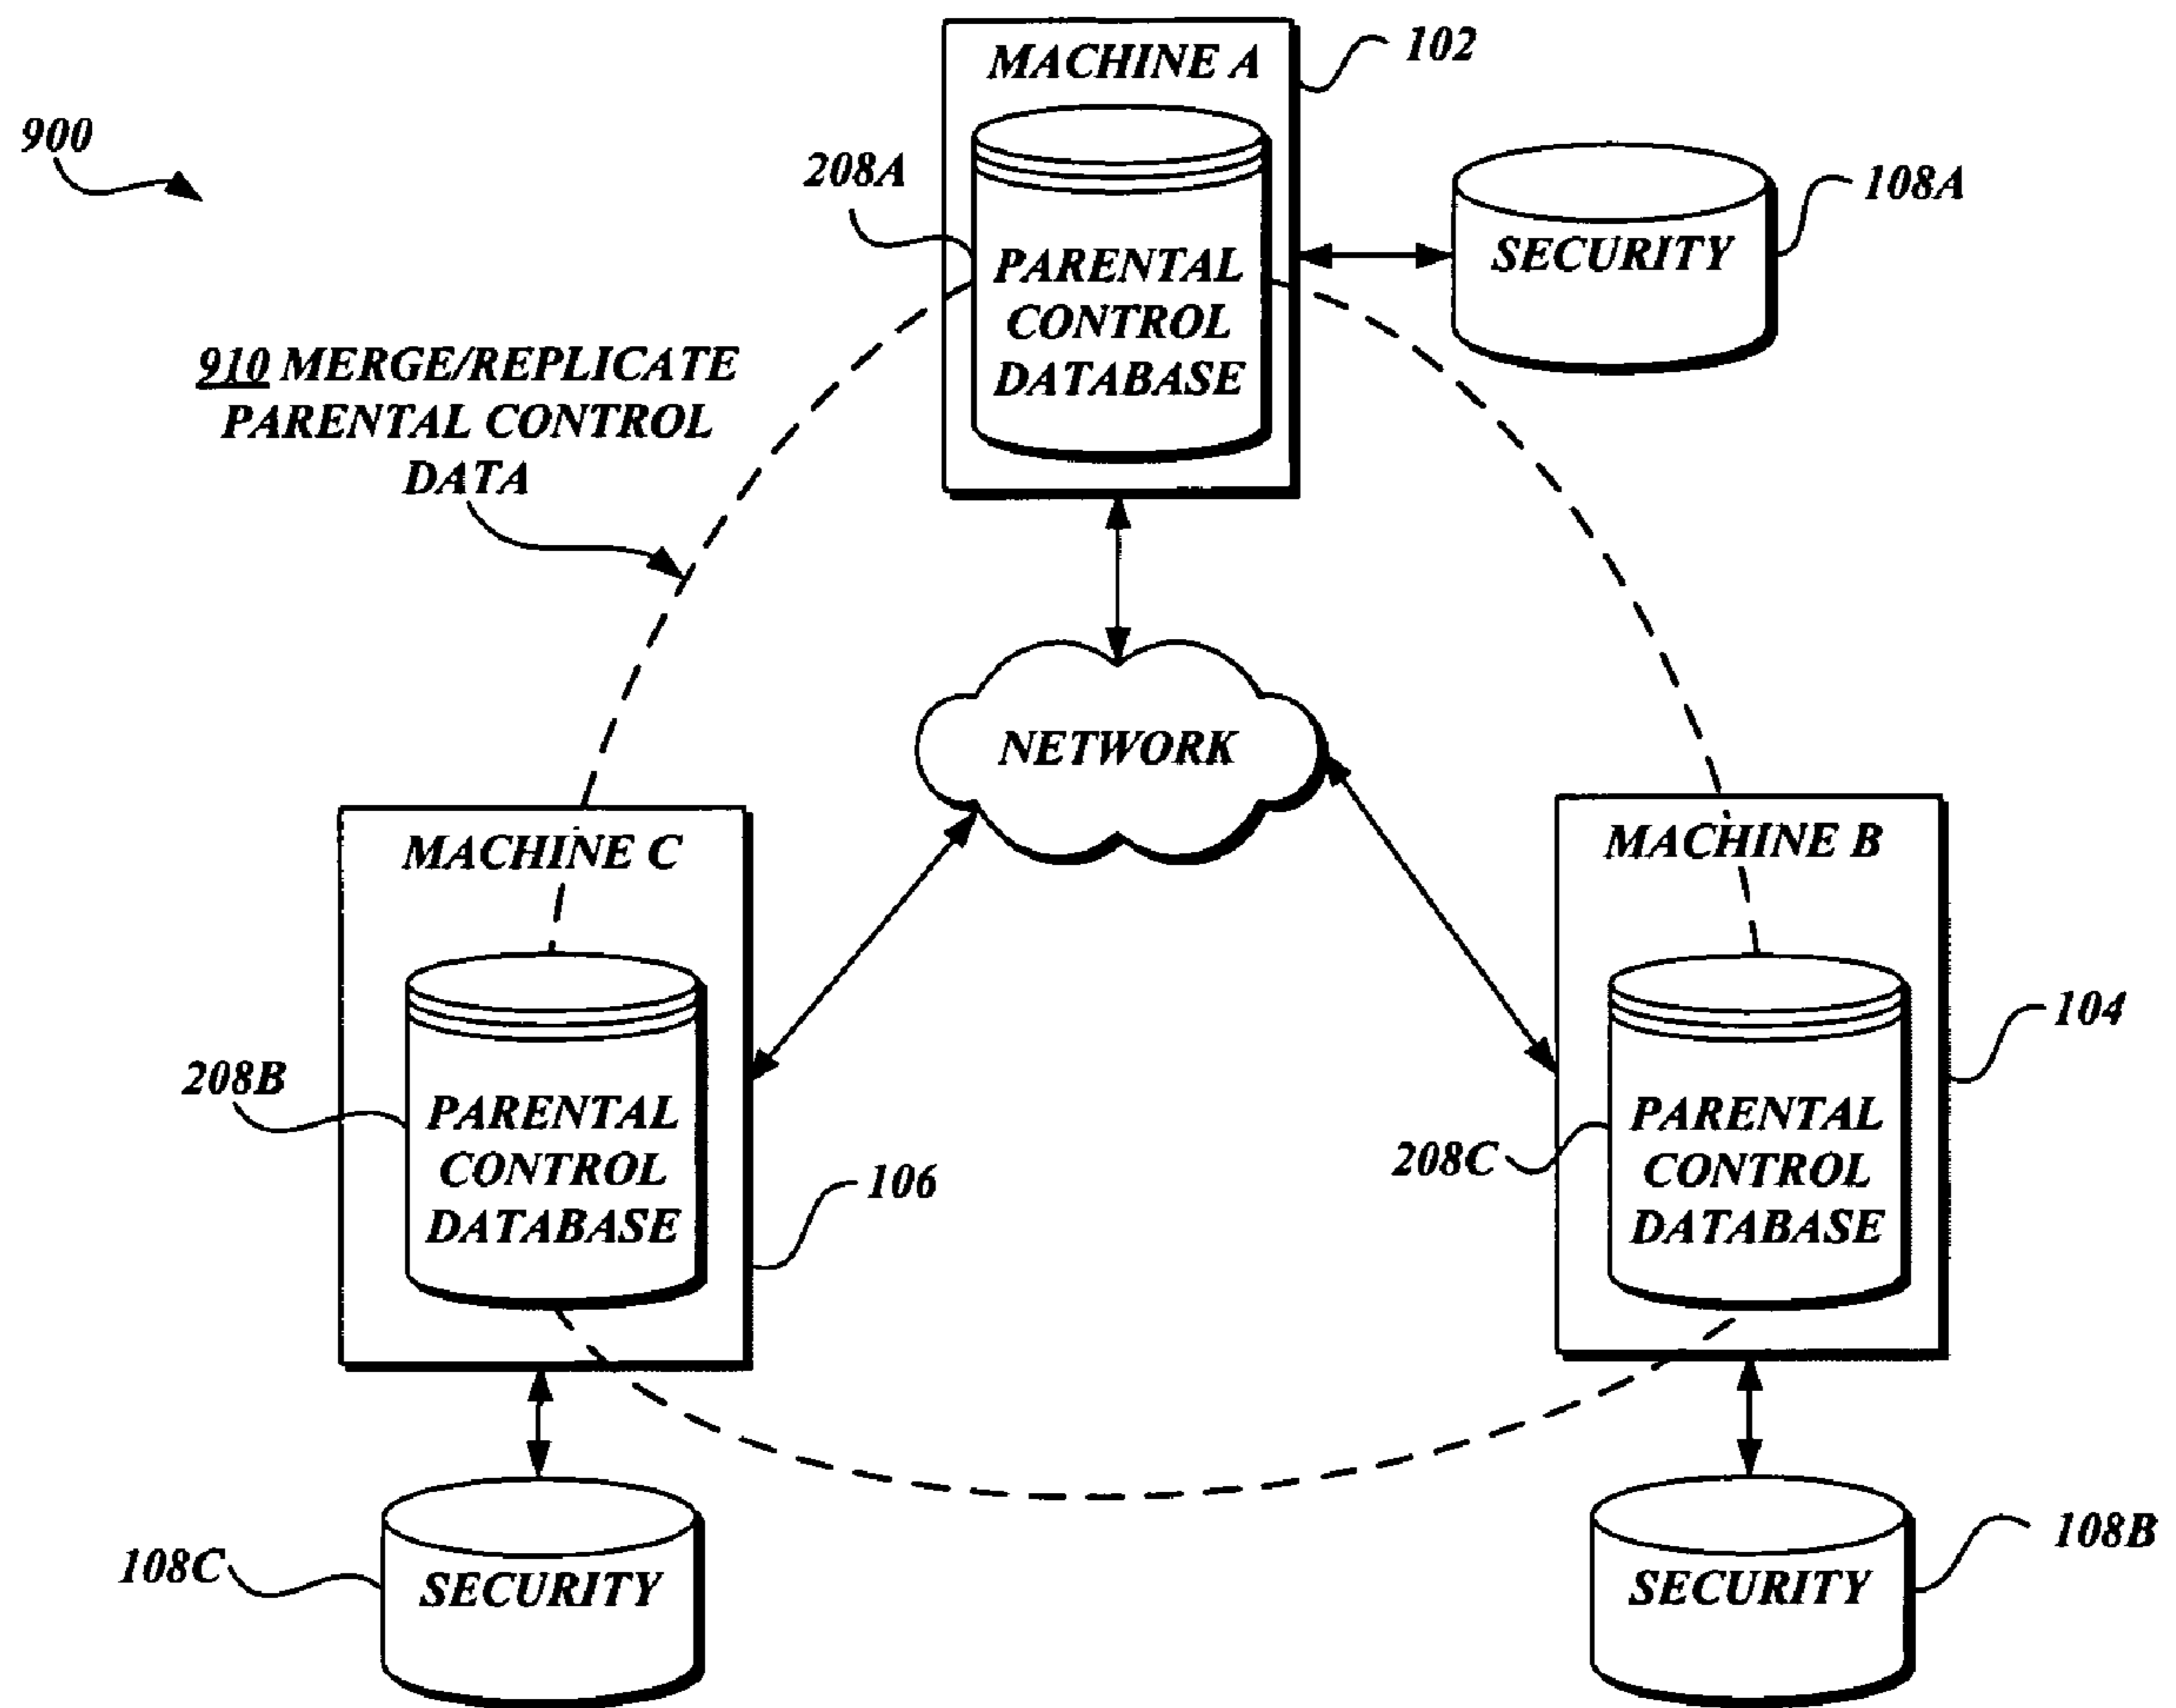 900
MACHINE A
102
208A
PARENTAL
CONTROL
DATABASE
SECURITY
108A
910 MERGE/REPLICATE
PARENTAL CONTROL
DATA
NETWORK
MACHINE C
208B
PARENTAL
CONTROL
DATABASE
106
MACHINE B
104
208C
PARENTAL
CONTROL
DATABASE
108C
SECURITY
SECURITY
108B